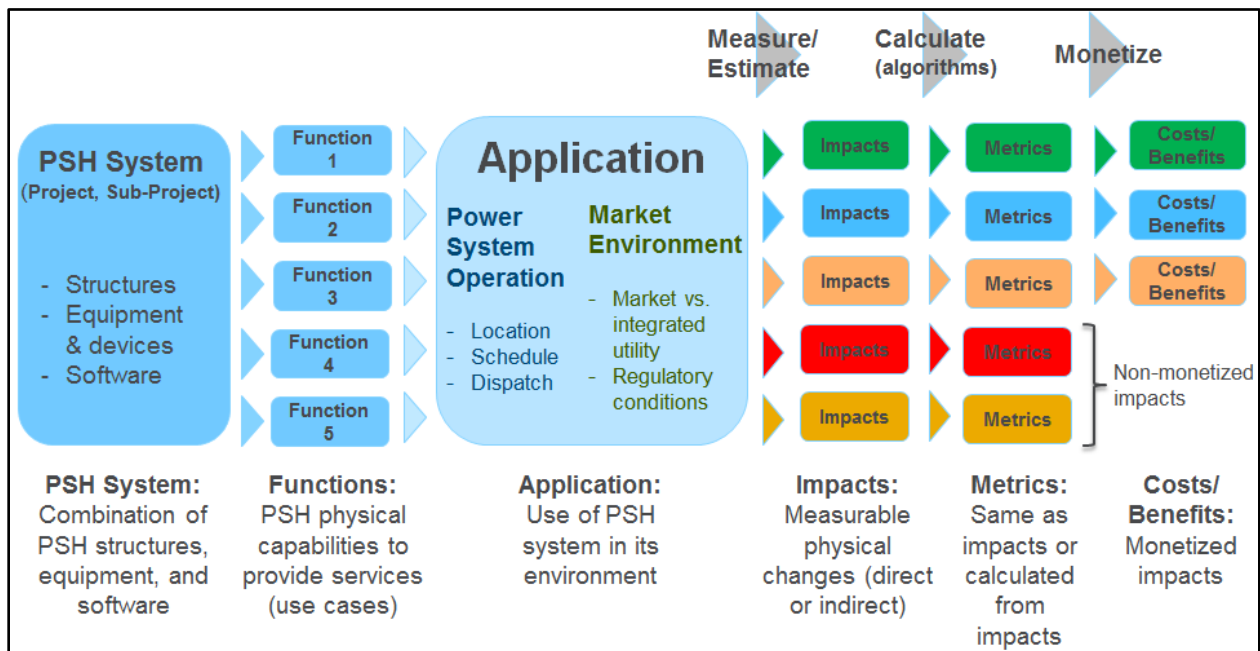 Measure/
Estimate
Calculate
(algorithms)
Monetize
PSH System
(Project, Sub-Project)
- Structures
- Equipment
& devices
- Software
Function
1
Function
2
Function
3
Function
4
Function
5
Application
Power
System
Operation
- Location
- Schedule
- Dispatch
Market
Environment
- Market vs.
integrated
utility
- Regulatory
conditions
Impacts
Metrics
Costs/
Benefits
Impacts
Metrics
Costs/
Benefits
Impacts
Metrics
Costs/
Benefits
Impacts
Metrics
Impacts
Metrics
Non-monetized
impacts
PSH System:
Combination of
PSH structures,
equipment, and
software
Functions:
PSH physical
capabilities to
provide services
(use cases)
Application:
Use of PSH
system in its
environment
Impacts:
Measurable
physical
changes (direct
or indirect)
Metrics:
Same as
impacts or
calculated
from
impacts
Costs/
Benefits:
Monetized
impacts